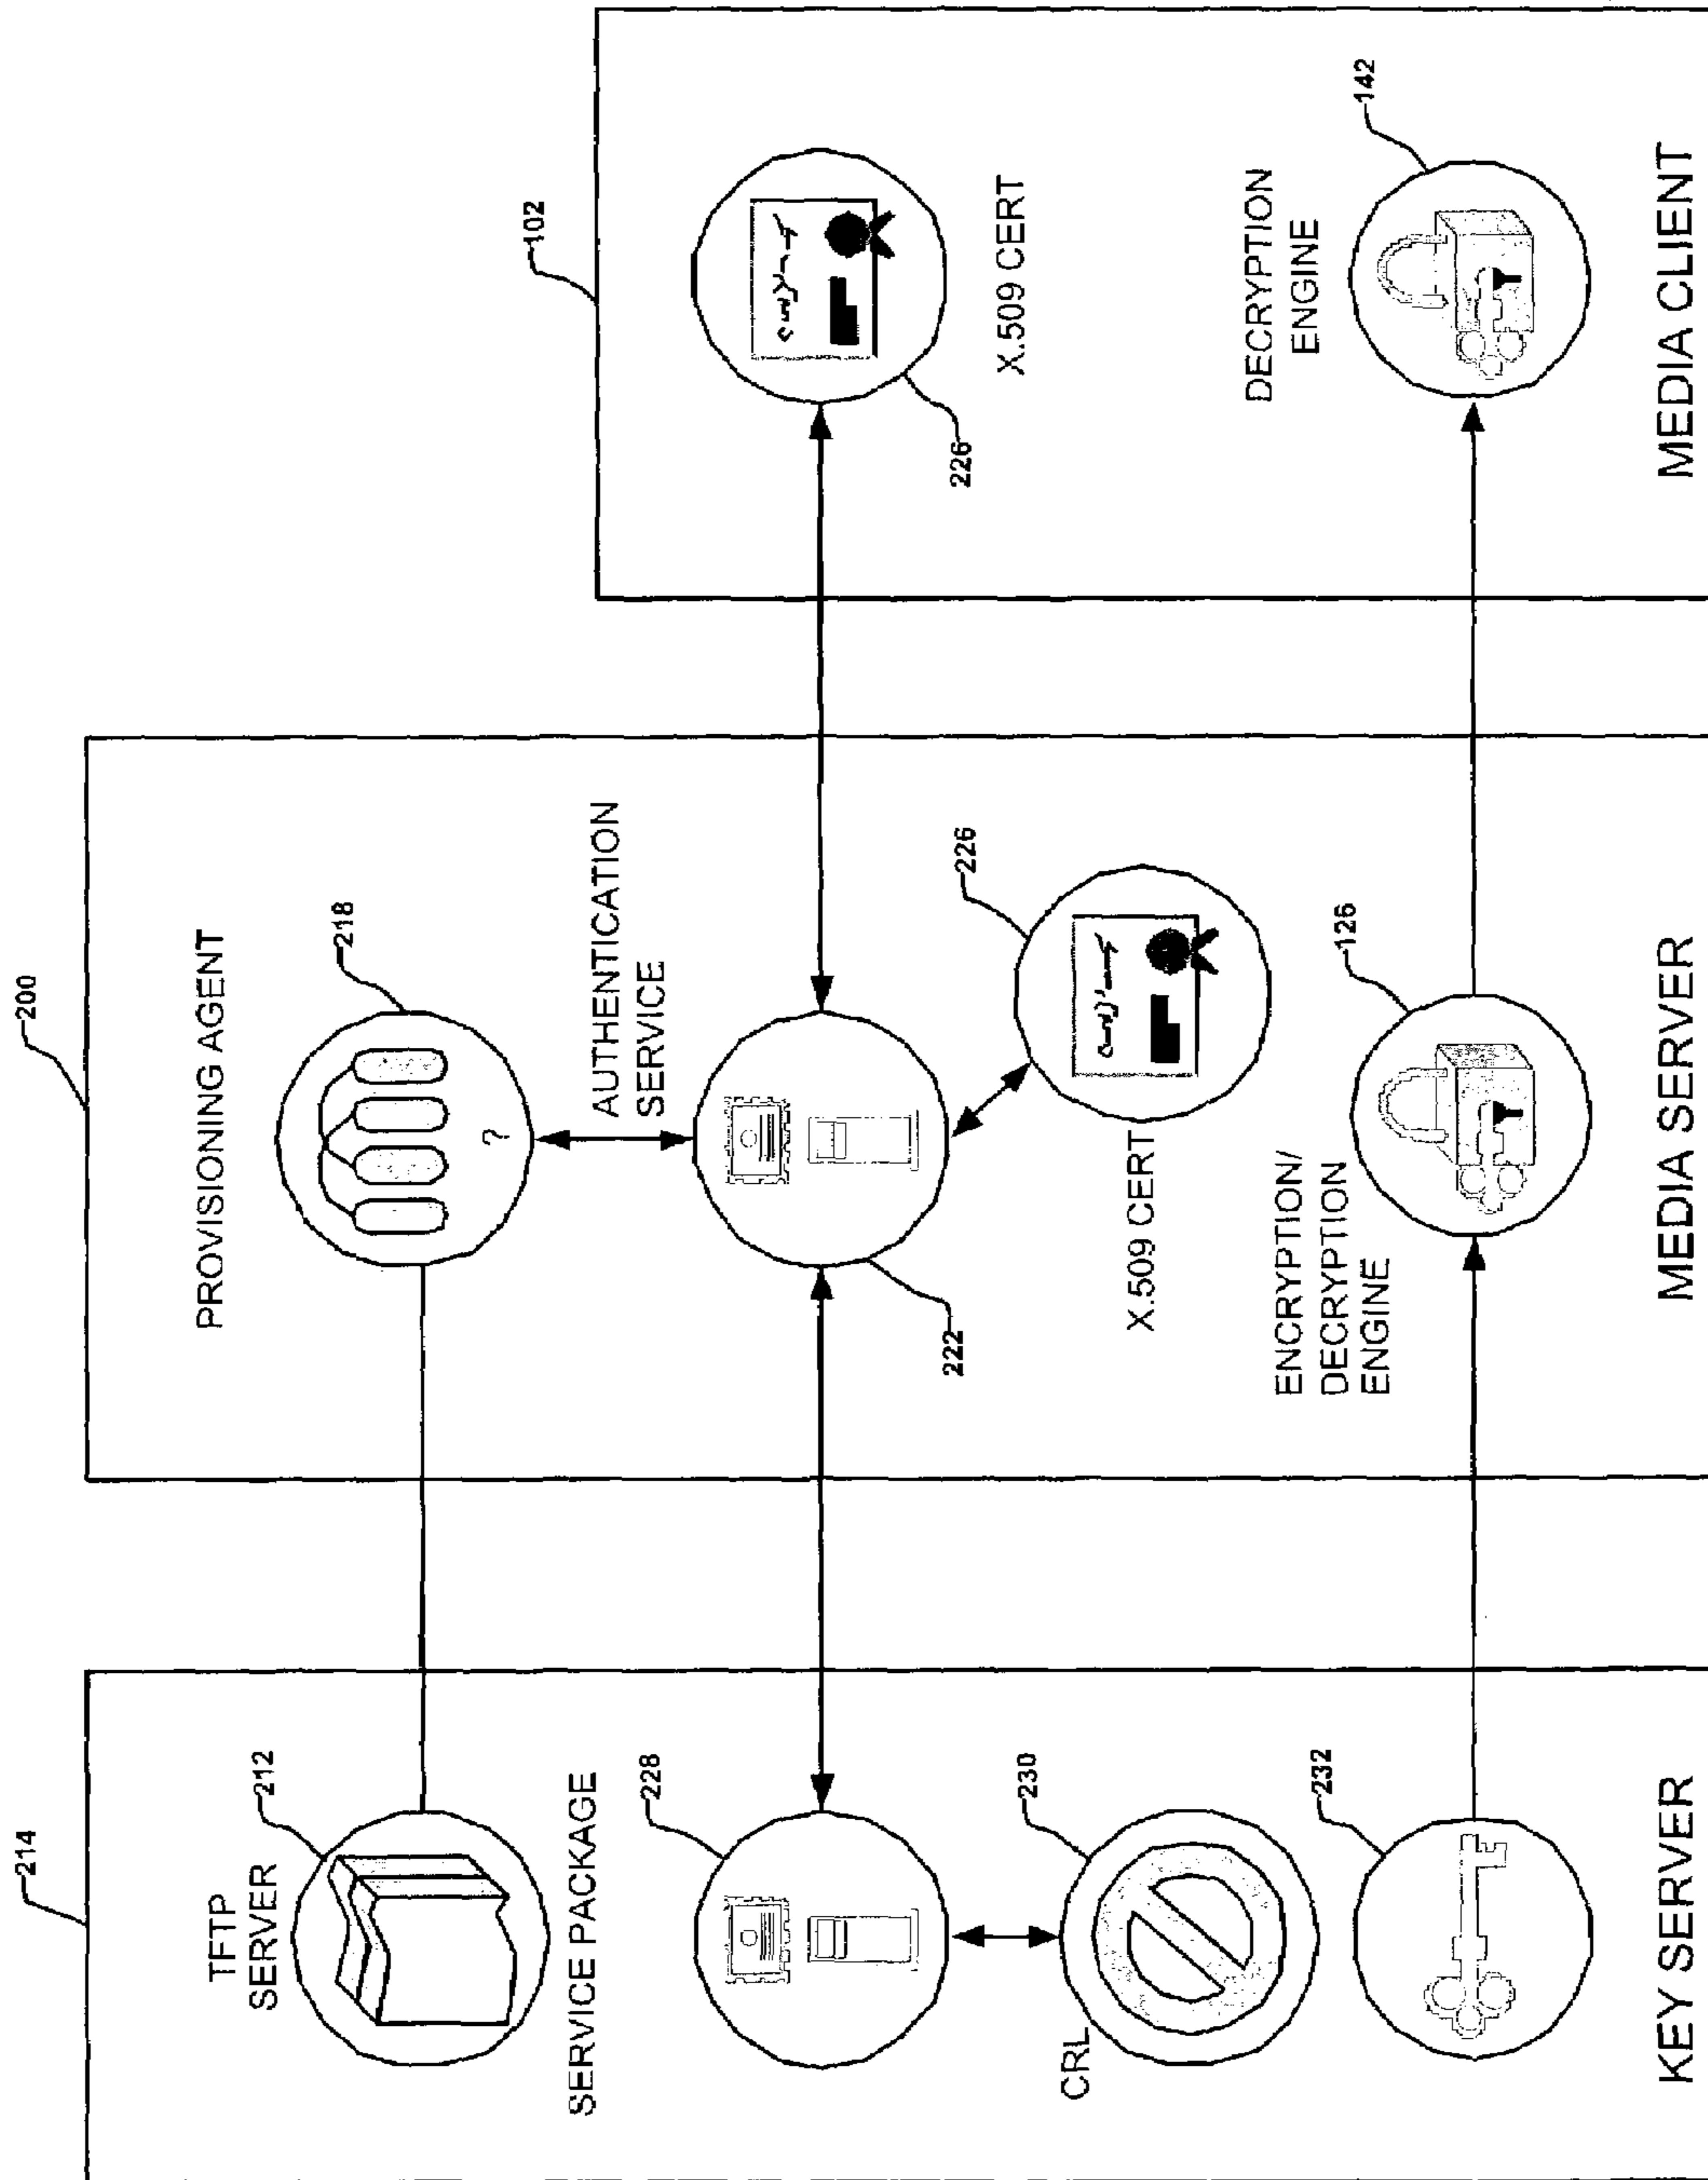 214
TFTP
SERVER
212
SERVICE PACKAGE
228
CRL
230
232
KEY SERVER
200
PROVISIONING AGENT
218
?
AUTHENTICATION
SERVICE
222
226
X.509 CERT
ENCRYPTION/
DECRYPTION
ENGINE
126
MEDIA SERVER
102
226
X.509 CERT
DECRYPTION
ENGINE
142
MEDIA CLIENT